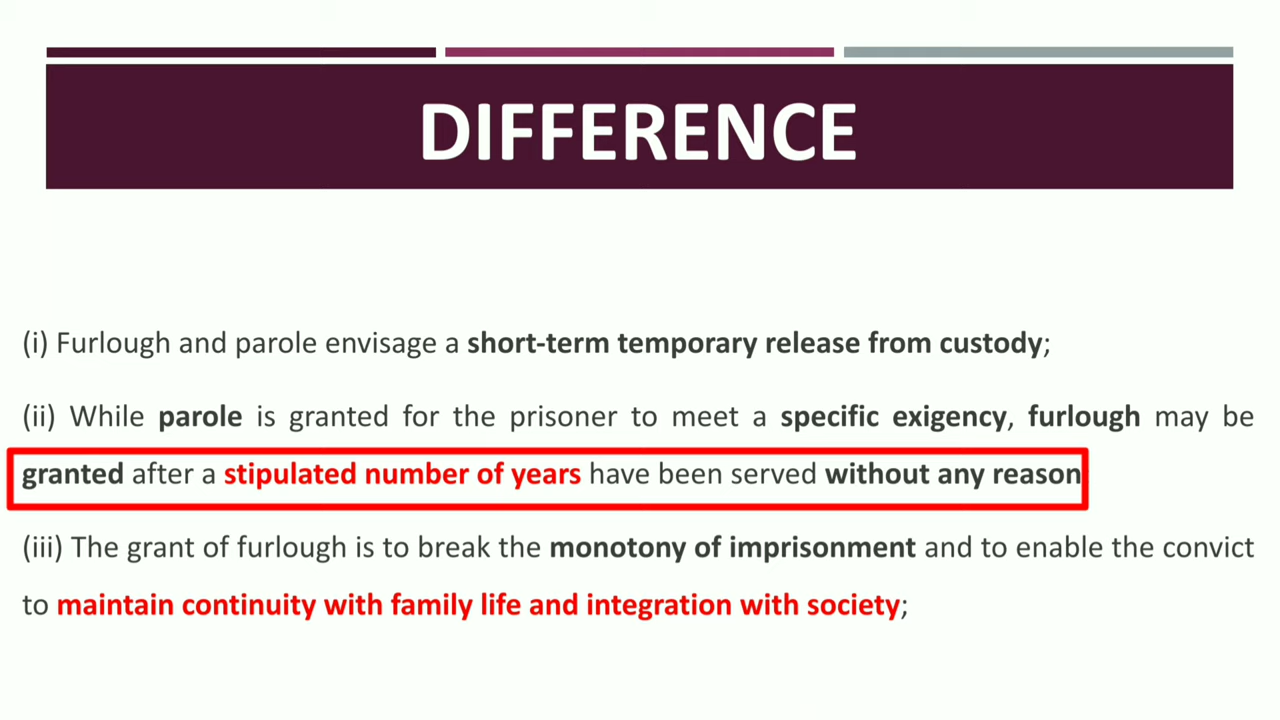 DIFFERENCE
(i) Furlough and parole envisage a short-term temporary release from custody;
(ii) While parole is granted for the prisoner to meet a specific exigency, furlough may be
granted after a stipulated number of years have been served without any reason
(iii) The grant of furlough is to break the monotony of imprisonment and to enable the convict
to maintain continuity with family life and integration with society;